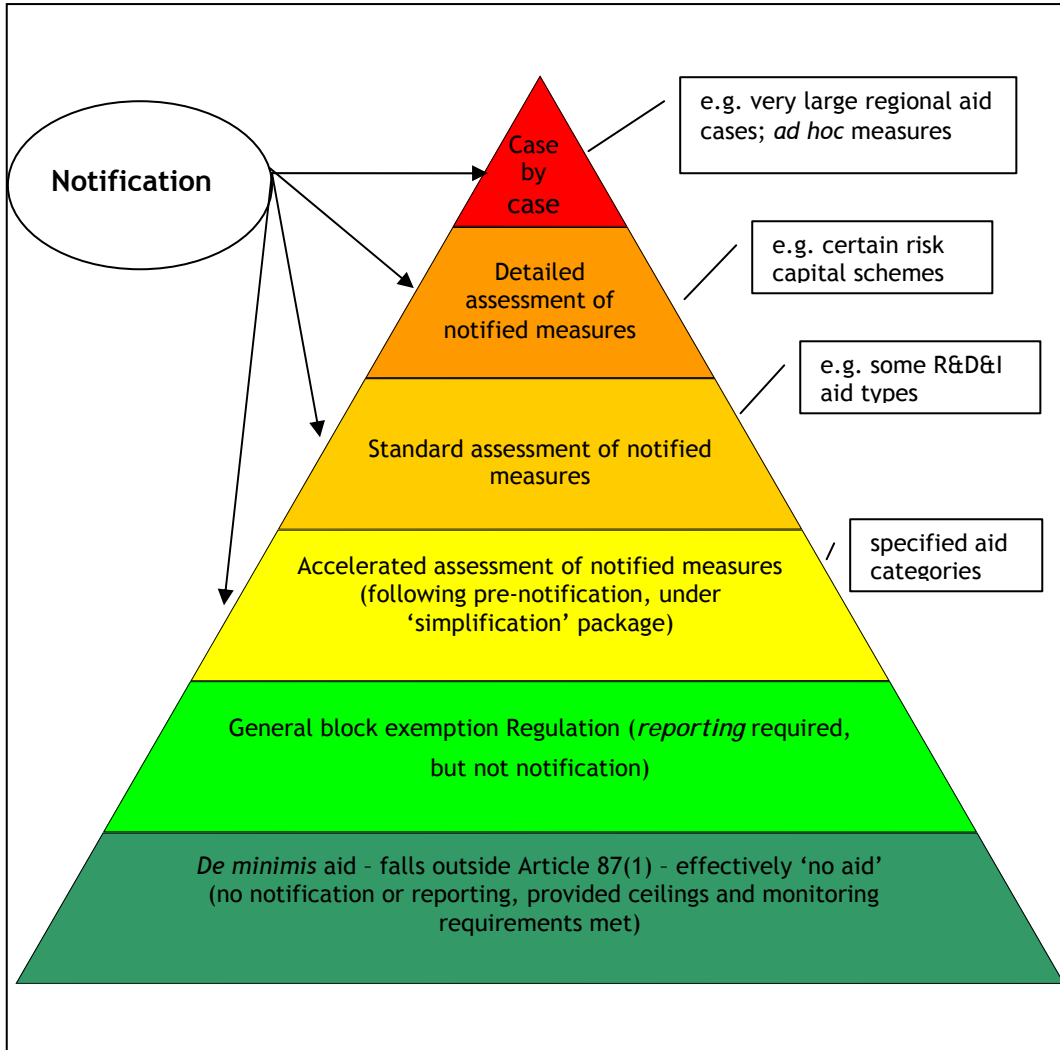 Notification
e.g. very large regional aid
cases; ad hoc measures
Case
by
case
e.g. certain risk
capital schemes
Detailed
assessment of
notified measures
e.g. some R&D&I
aid types
Standard assessment of notified
measures
specified aid
categories
Accelerated assessment of notified measures
(following pre-notification, under
‘simplification’ package)
General block exemption Regulation (reporting required,
but not notification)
De minimis aid – falls outside Article 87(1) – effectively ‘no aid’
(no notification or reporting, provided ceilings and monitoring
requirements met)